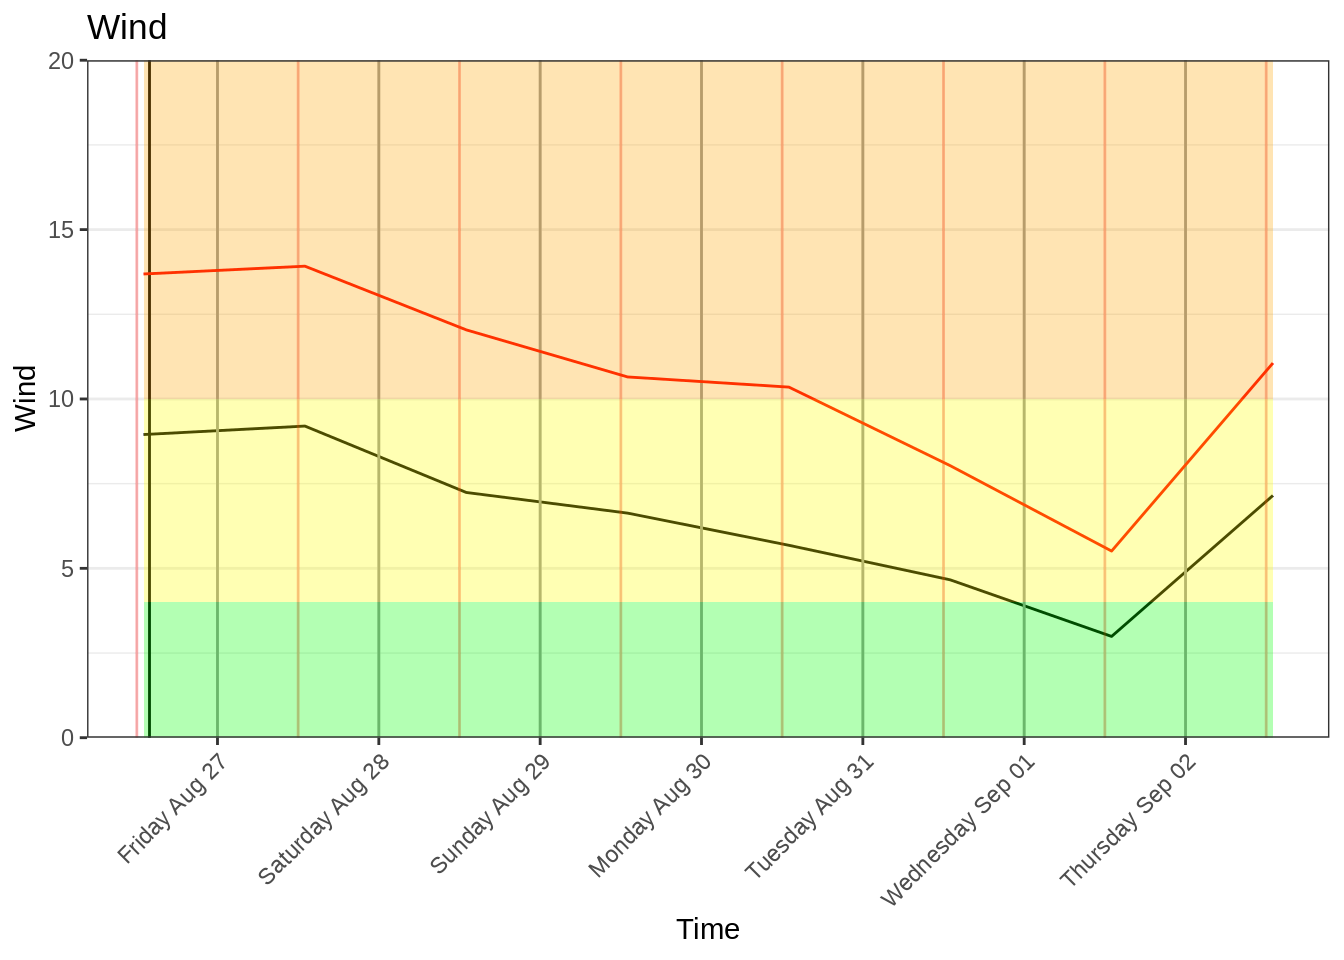 Wind
20
15
10
5
0
Wind
Friday Aug 27
Saturday Aug 28
Sunday Aug 29
Monday Aug 30
Tuesday Aug 31
Wednesday Sep 01
Thursday Sep 02
Time